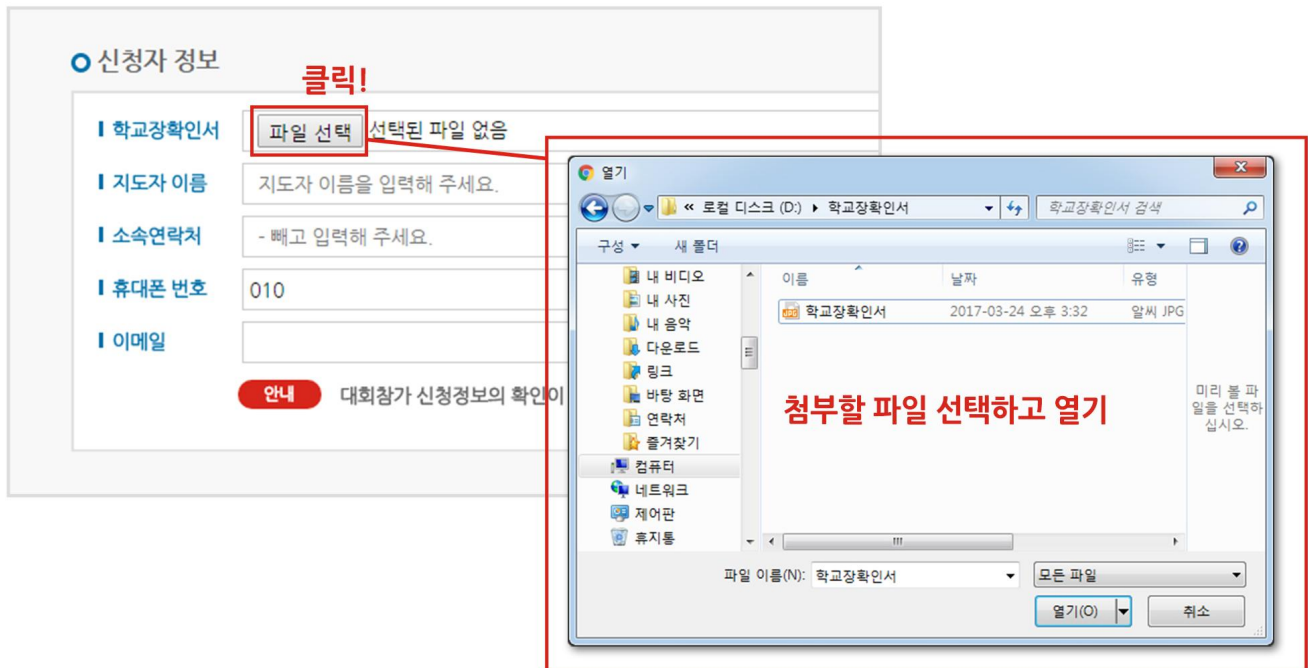 신청자 정보
클릭!
학교장확인서 파일 선택 선택된 파일 없음
지도자 이름 지도자 이름을 입력해 주세요.
소속연락처 - 빼고 입력해 주세요.
휴대폰 번호 010
이메일
안내 대회참가 신청정보의 확인이
열기
« 로컬 디스크 (D:) ▸ 학교장확인서 학교장확인서 검색
구성 새 폴더
이름 날짜 유형
학교장확인서 2017-03-24 오후 3:32 알씨 JPG
내 비디오
내 사진
내 음악
다운로드
링크
바탕 화면
연락처
즐겨찾기
컴퓨터
네트워크
제어판
휴지통
첨부할 파일 선택하고 열기
미리 볼 파
일을 선택하
십시오.
파일 이름(N): 학교장확인서 모든 파일
열기(O) 취소